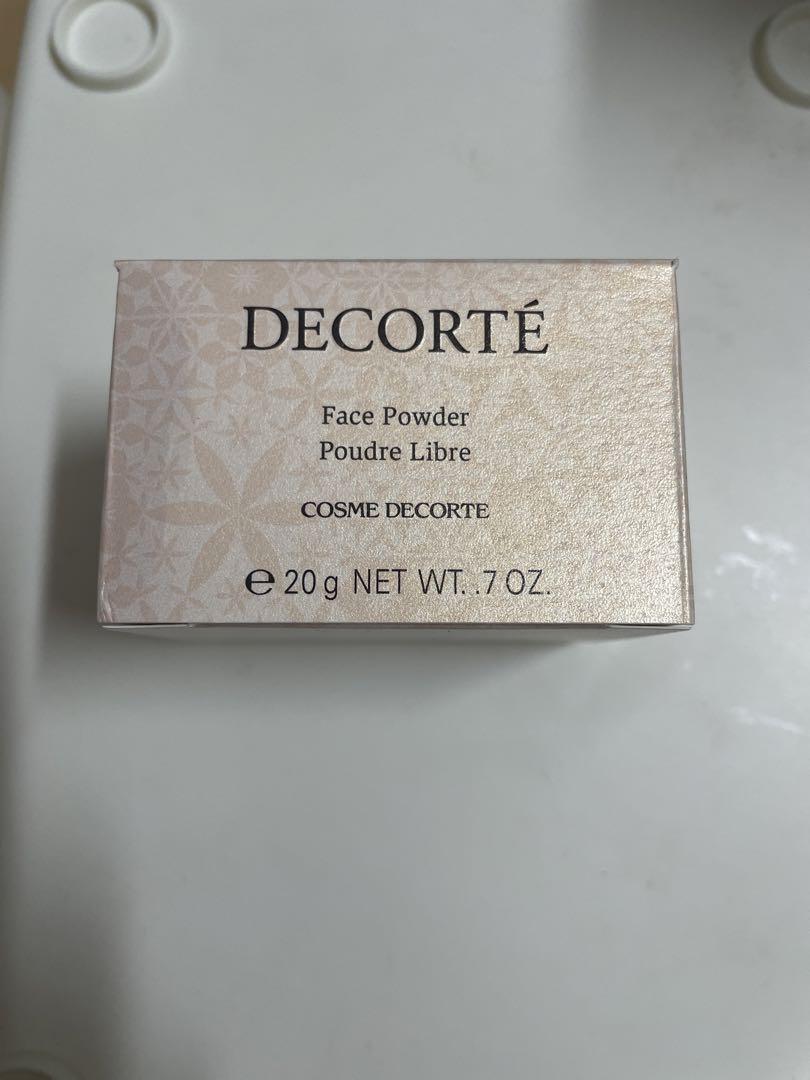 DECORTÉ
Face Powder
Poudre Libre
COSME DECORTE
℮ 20 g NET WT. .7 OZ.